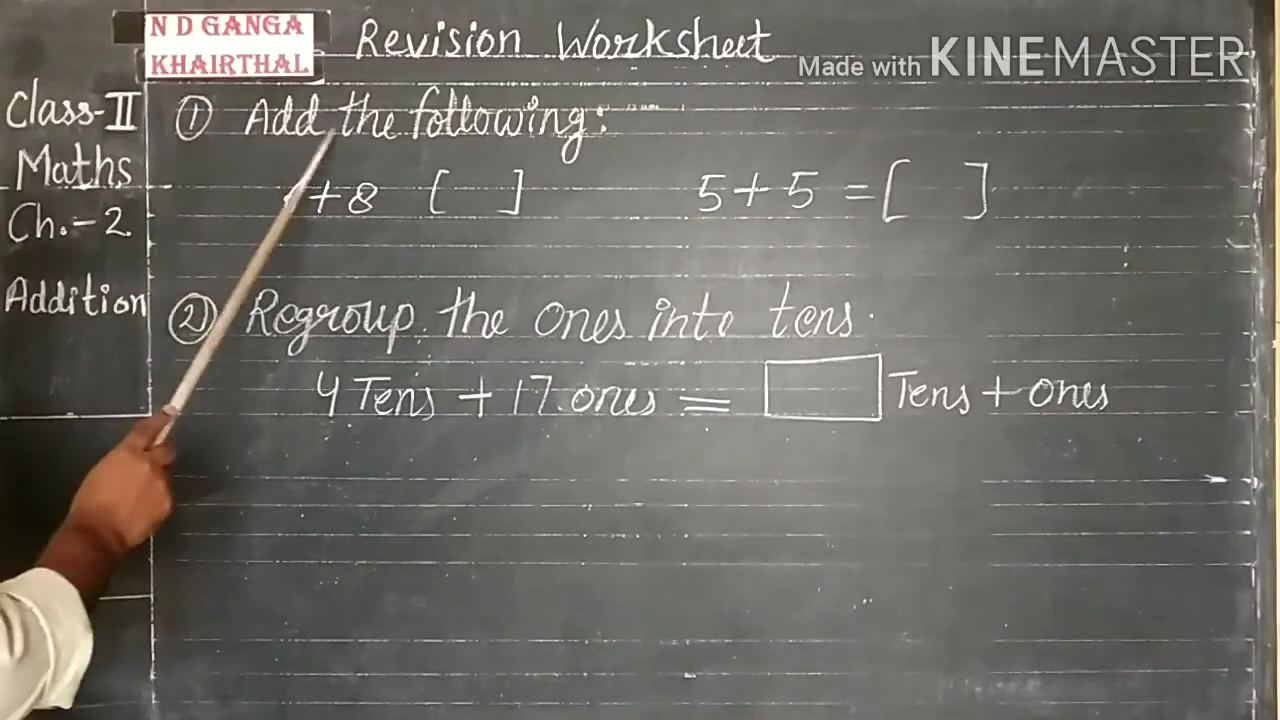 N D GANGA
KHAIRTHAL
Revision Worksheet
Made with KINEMASTER
Class-II
Maths
Ch.-2
Addition
① Add the following:
+8 [ ] 5+5 =[ ]
② Regroup the ones into tens.
4 Tens + 17 ones = Tens + Ones